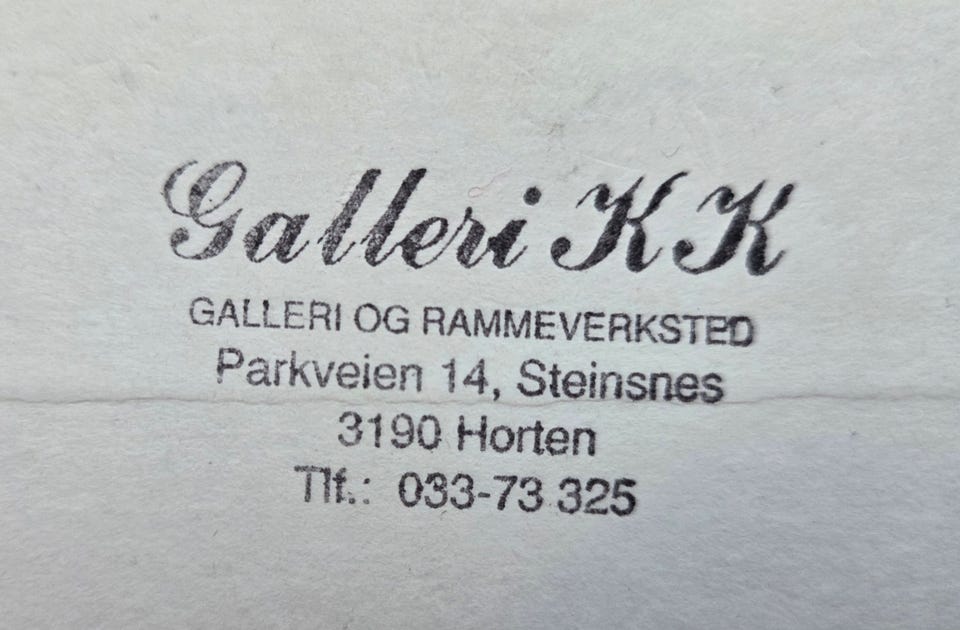 Galleri KK
GALLERI OG RAMMEVERKSTED
Parkveien 14, Steinsnes
3190 Horten
Tlf.: 033-73 325